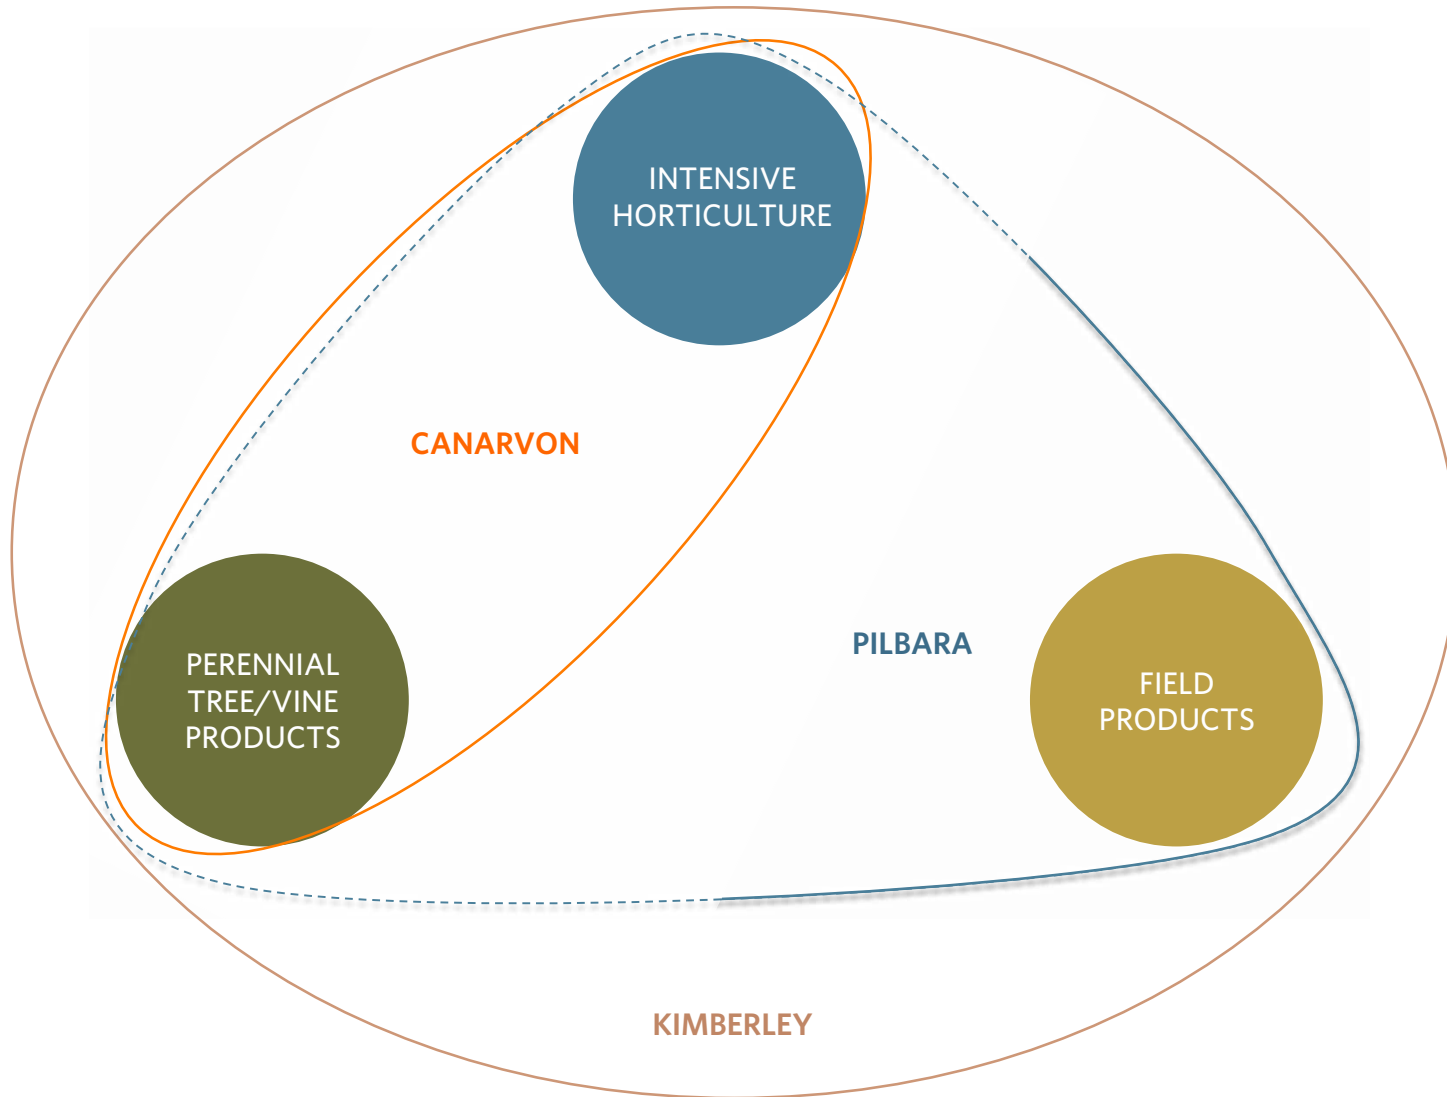 INTENSIVE
HORTICULTURE
CANARVON
PERENNIAL
TREE/VINE
PRODUCTS
PILBARA
FIELD
PRODUCTS
KIMBERLEY